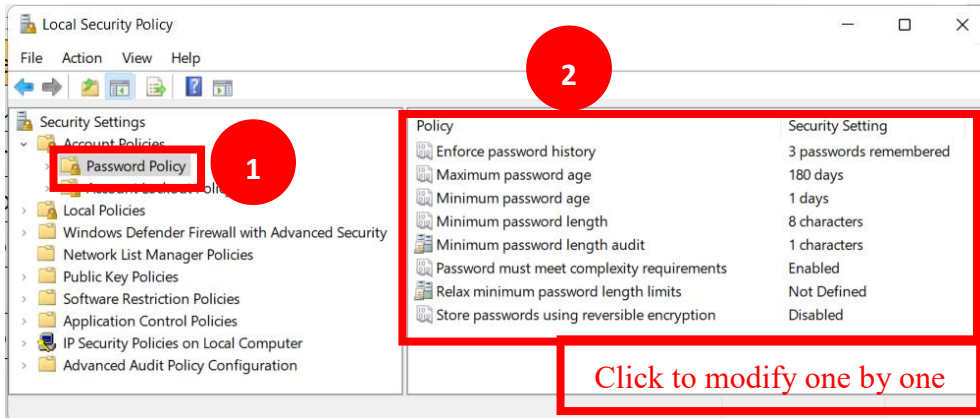 Local Security Policy
File Action View Help
2
Security Settings
Account Policies
Password Policy
1
Account Lockout Policy
Local Policies
Windows Defender Firewall with Advanced Security
Network List Manager Policies
Public Key Policies
Software Restriction Policies
Application Control Policies
IP Security Policies on Local Computer
Advanced Audit Policy Configuration
Policy Security Setting
Enforce password history 3 passwords remembered
Maximum password age 180 days
Minimum password age 1 days
Minimum password length 8 characters
Minimum password length audit 1 characters
Password must meet complexity requirements Enabled
Relax minimum password length limits Not Defined
Store passwords using reversible encryption Disabled
Click to modify one by one